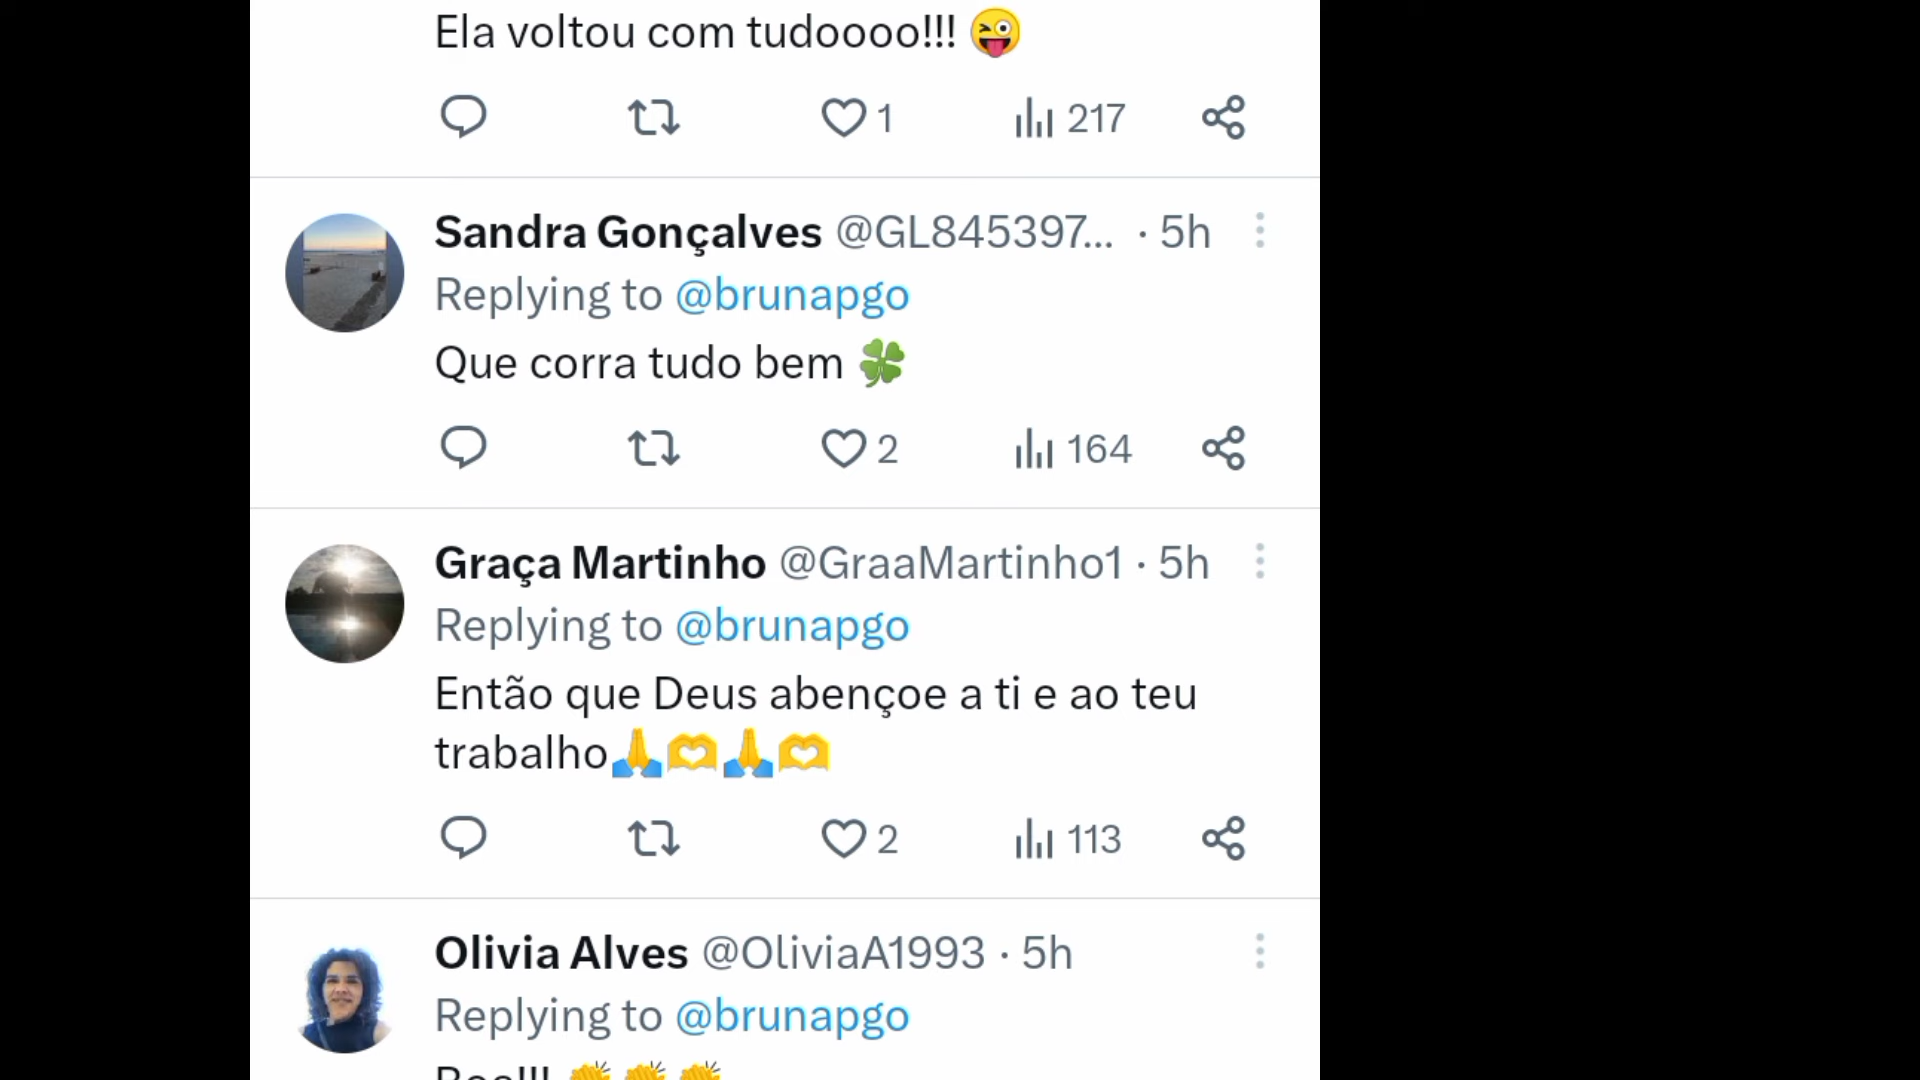 Ela voltou com tudoooo!!! 😜
1 217
Sandra Gonçalves @GL845397... · 5h
Replying to @brunapgo
Que corra tudo bem 🍀
2 164
Graça Martinho @GraaMartinho1 · 5h
Replying to @brunapgo
Então que Deus abençoe a ti e ao teu
trabalho🙏🫶🙏🫶
2 113
Olivia Alves @OliviaA1993 · 5h
Replying to @brunapgo